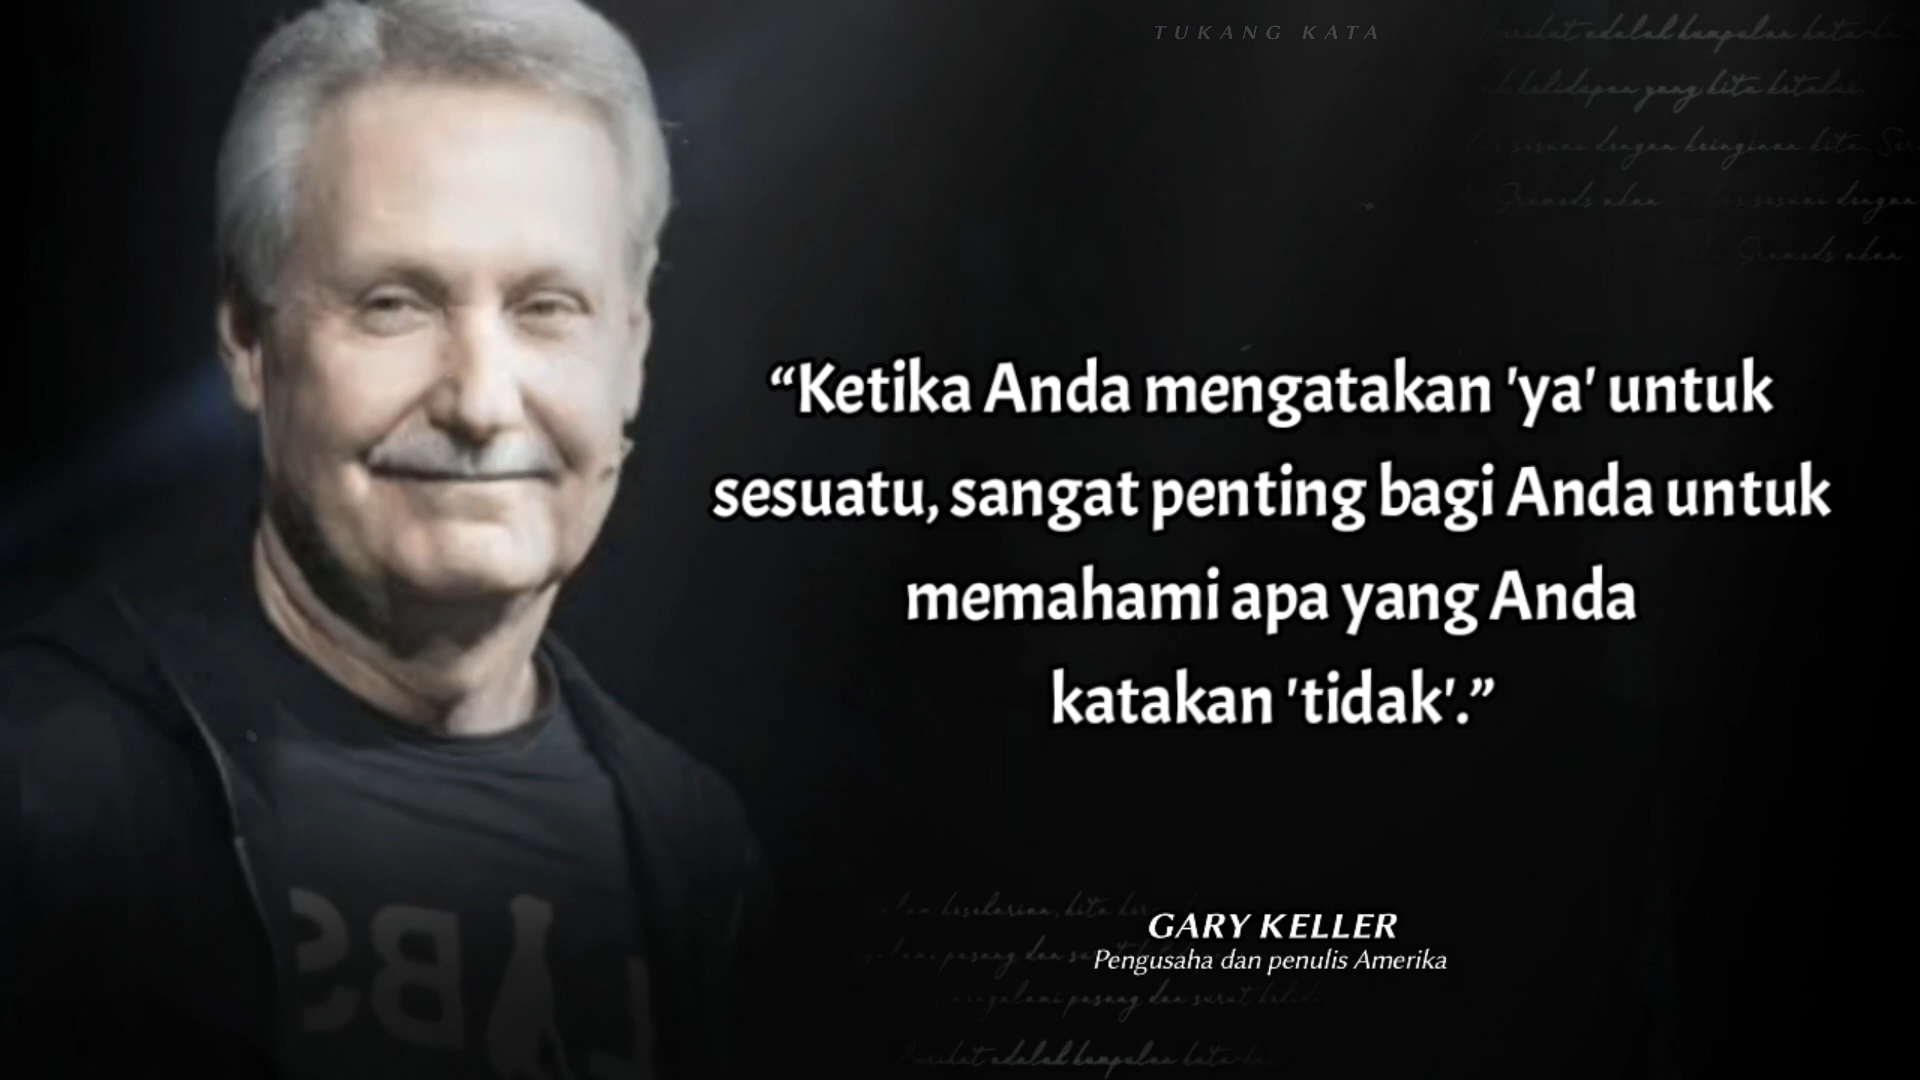 TUKANG KATA
“Ketika Anda mengatakan 'ya' untuk
sesuatu, sangat penting bagi Anda untuk
memahami apa yang Anda
katakan 'tidak'.”
GARY KELLER
Pengusaha dan penulis Amerika